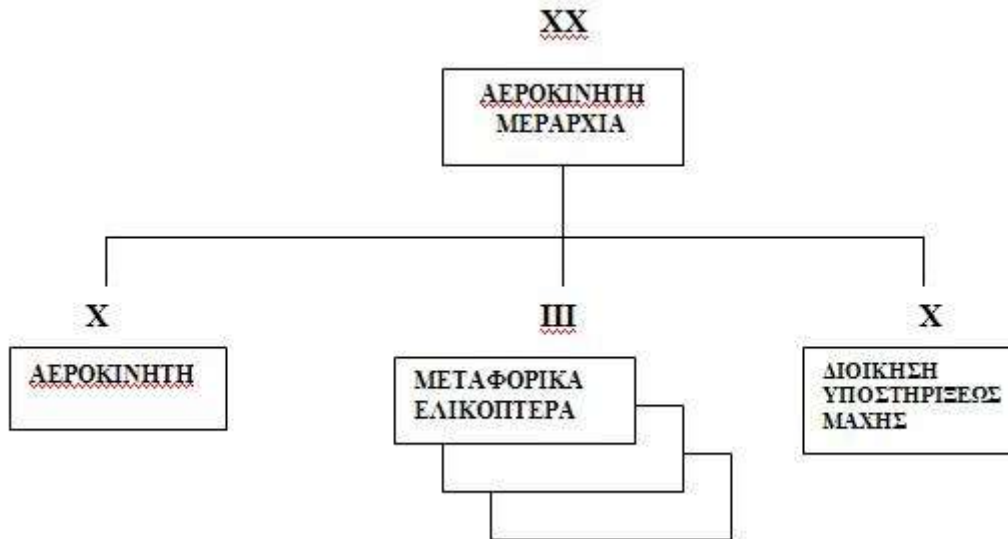 XX
ΑΕΡΟΚΙΝΗΤΗ
ΜΕΡΑΡΧΙΑ
X
ΑΕΡΟΚΙΝΗΤΗ
III
ΜΕΤΑΦΟΡΙΚΑ
ΕΛΙΚΟΠΤΕΡΑ
X
ΔΙΟΙΚΗΣΗ
ΥΠΟΣΤΗΡΙΞΕΩΣ
ΜΑΧΗΣ